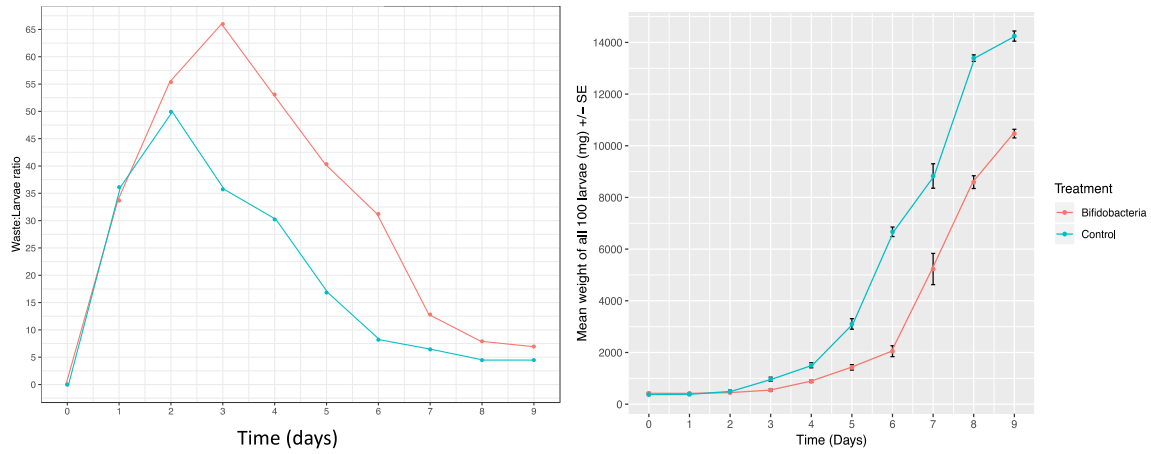 65
60
55
50
45
40
35
30
25
20
15
10
5
0
Waste:Larvae ratio
0 1 2 3 4 5 6 7 8 9
Time (days)
14000
12000
10000
8000
6000
4000
2000
0
Mean weight of all 100 larvae (mg) +/− SE
0 1 2 3 4 5 6 7 8 9
Time (Days)
Treatment
Bifidobacteria
Control